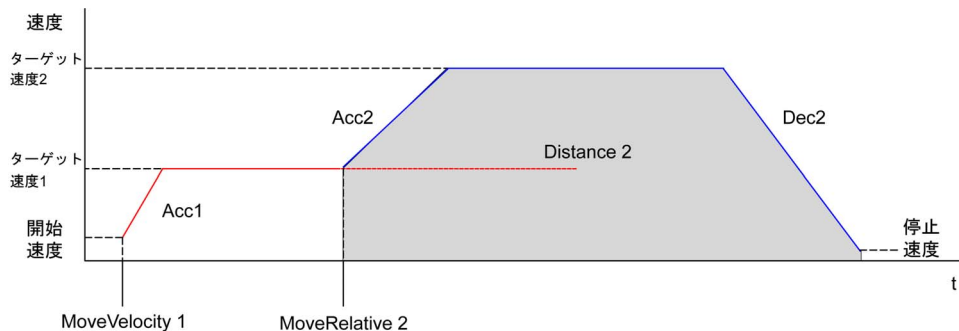 速度
ターゲット
速度2
Acc2
Dec2
ターゲット
速度1
Distance 2
Acc1
開始
速度
停止
速度
t
MoveVelocity 1
MoveRelative 2